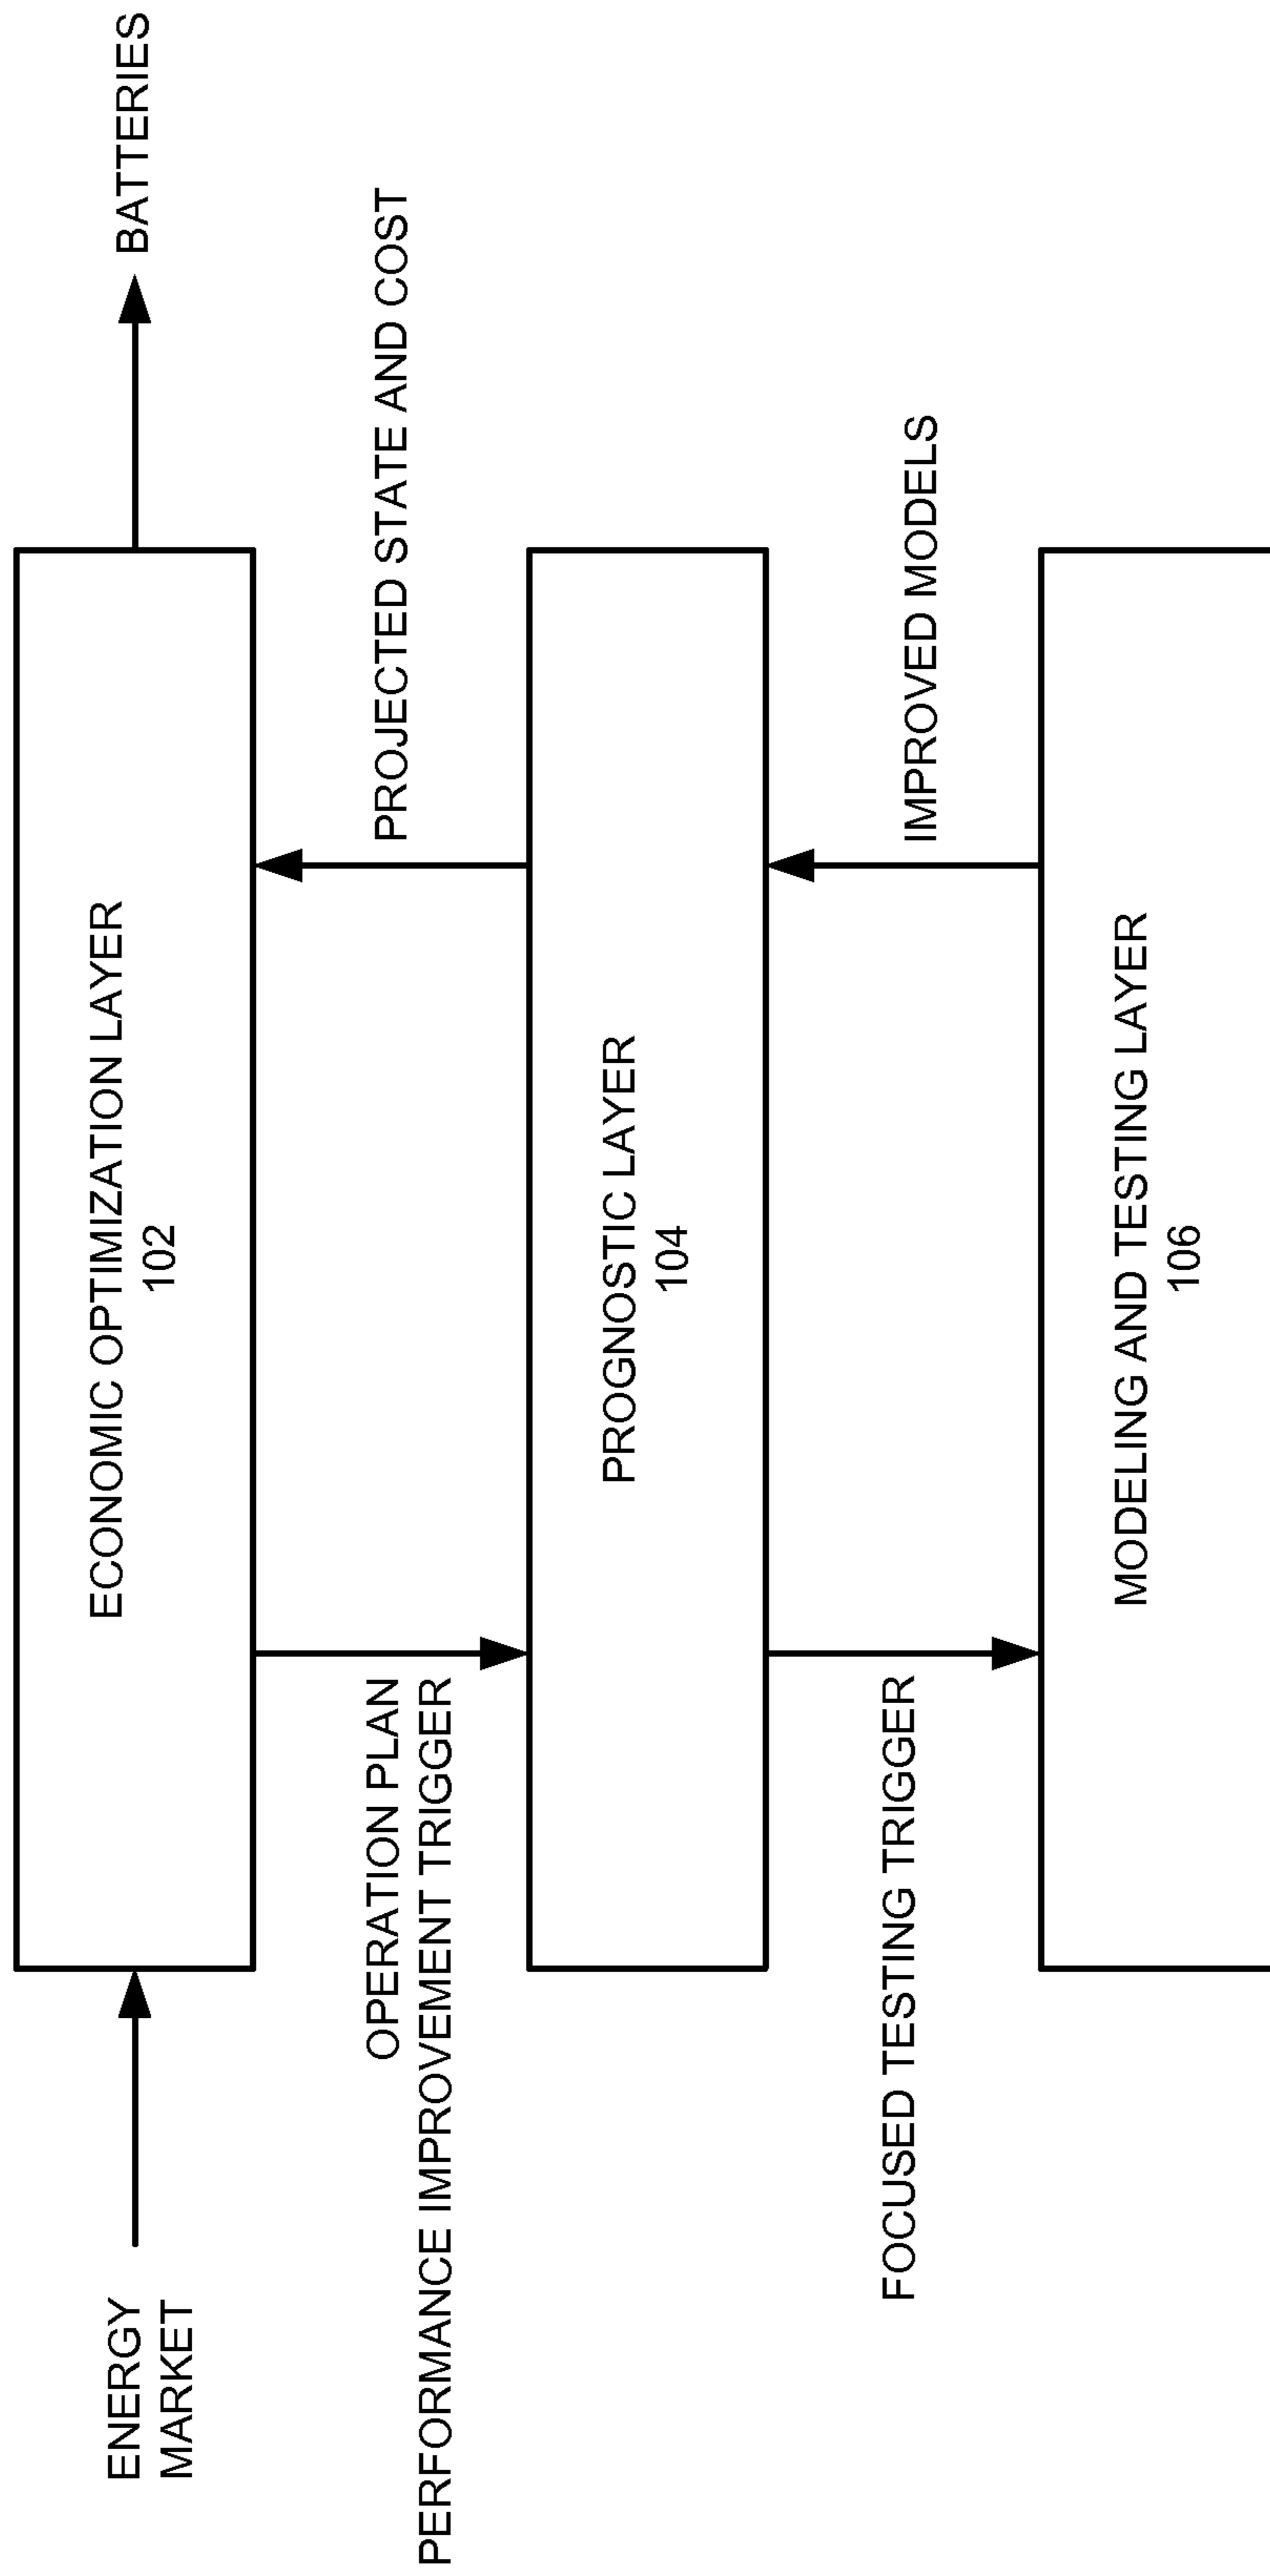 ENERGY
MARKET
ECONOMIC OPTIMIZATION LAYER
102
BATTERIES
OPERATION PLAN
PERFORMANCE IMPROVEMENT TRIGGER
PROJECTED STATE AND COST
PROGNOSTIC LAYER
104
FOCUSED TESTING TRIGGER
IMPROVED MODELS
MODELING AND TESTING LAYER
106